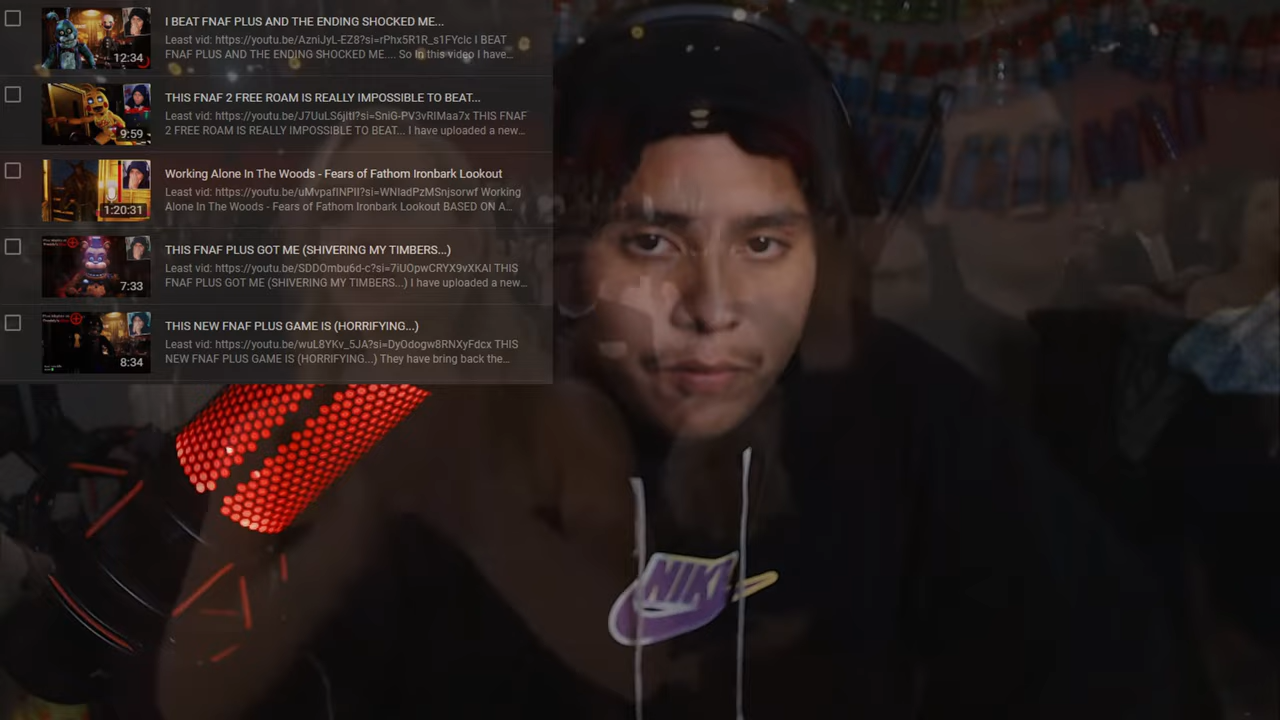 I BEAT FNAF PLUS AND THE ENDING SHOCKED ME...
Least vid: https://youtu.be/AzniJyL-EZ8?si=rPhx5R1R_s1FYcic I BEAT
FNAF PLUS AND THE ENDING SHOCKED ME.... So in this video I have...
12:34
THIS FNAF 2 FREE ROAM IS REALLY IMPOSSIBLE TO BEAT...
Least vid: https://youtu.be/J7UuLS6jItI?si=SniG-PV3vRIMaa7x THIS FNAF
2 FREE ROAM IS REALLY IMPOSSIBLE TO BEAT... I have uploaded a new...
9:59
Working Alone In The Woods - Fears of Fathom Ironbark Lookout
Least vid: https://youtu.be/uMvpafINPII?si=WNladPzMSnjsorwf Working
Alone In The Woods - Fears of Fathom Ironbark Lookout BASED ON A...
1:20:31
THIS FNAF PLUS GOT ME (SHIVERING MY TIMBERS...)
Least vid: https://youtu.be/SDDOmbu6d-c?si=7iUOpwCRYX9vXKAI THIS
FNAF PLUS GOT ME (SHIVERING MY TIMBERS...) I have uploaded a new...
7:33
THIS NEW FNAF PLUS GAME IS (HORRIFYING...)
Least vid: https://youtu.be/wuL8YKv_5JA?si=DyOdogw8RNXyFdcx THIS
NEW FNAF PLUS GAME IS (HORRIFYING...) They have bring back the...
8:34
NIKE